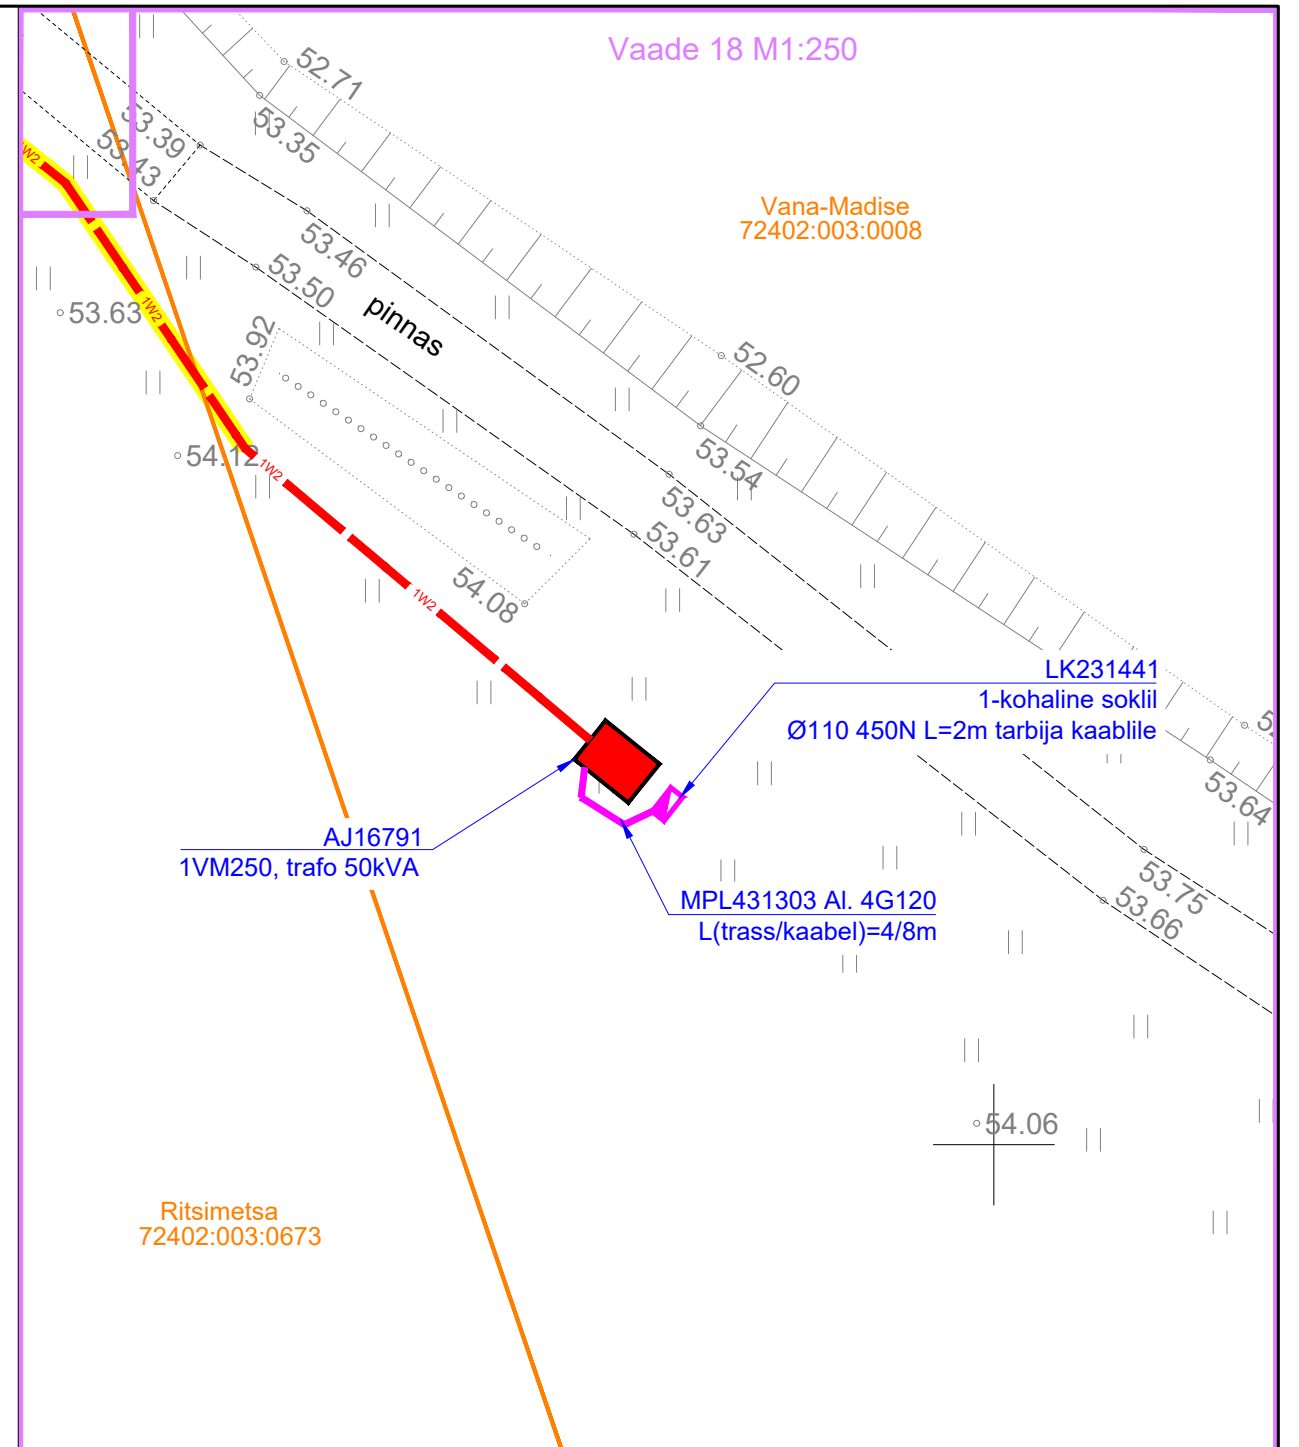 Vaade 18 M1:250
52.71
53.35
53.39
53.43
1W2
Vana-Madise
72402:003:0008
53.46
53.50
pinnas
53.63
1W2
53.92
52.60
54.12
1W2
53.54
53.63
53.61
54.08
1W2
LK231441
1-kohaline soklil
Ø110 450N L=2m tarbija kaablile
53.64
AJ16791
1VM250, trafo 50kVA
53.75
53.66
MPL431303 Al. 4G120
L(trass/kaabel)=4/8m
54.06
Ritsimetsa
72402:003:0673